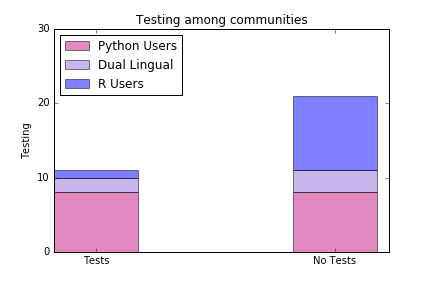 Testing among communities
30
Python Users
Dual Lingual
R Users
20
Testing
10
0
Tests No Tests